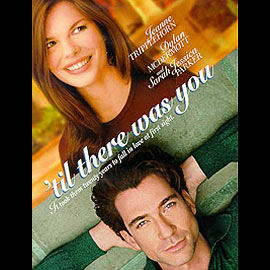 Jeanne
TRIPPLEHORN
Dylan
MCDERMOTT
Sarah Jessica
PARKER
'til there was you
It took them twenty years to fall in love at first sight.